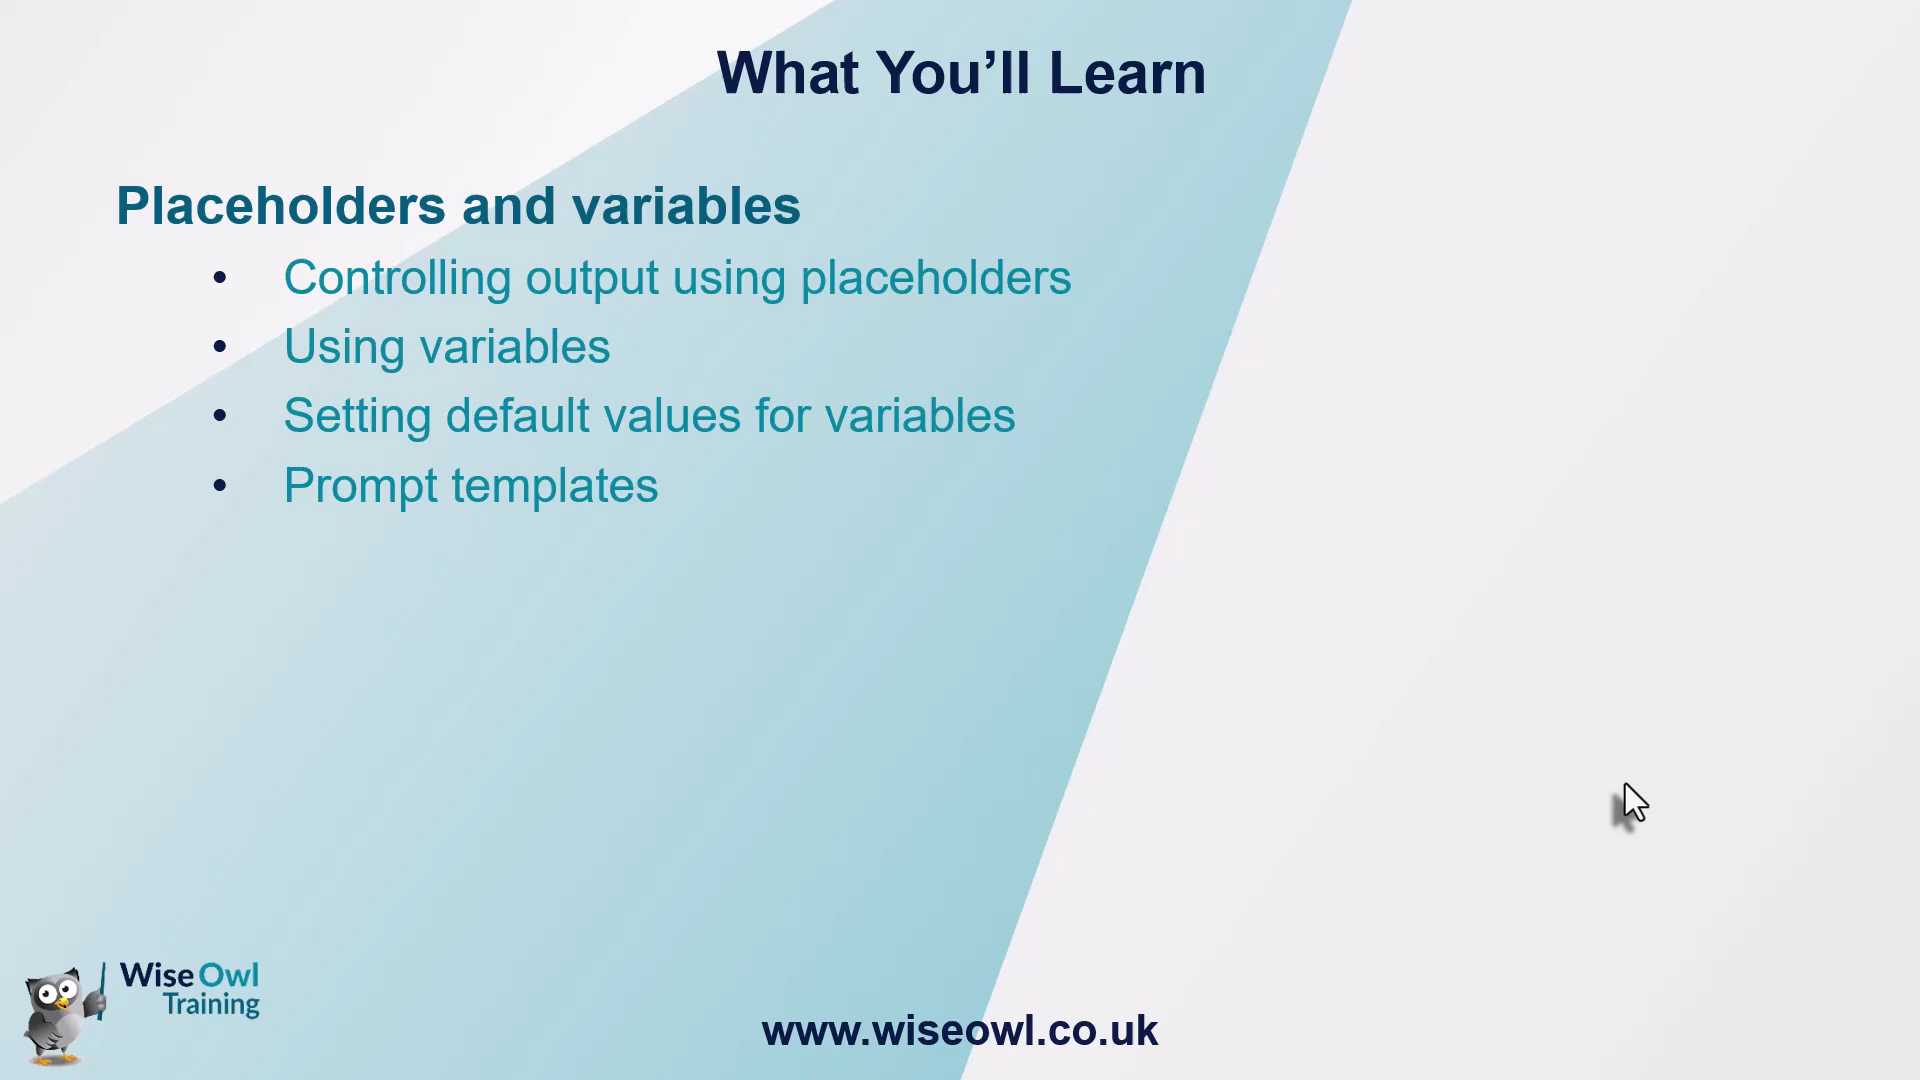 What You’ll Learn
Placeholders and variables
• Controlling output using placeholders
• Using variables
• Setting default values for variables
• Prompt templates
Wise Owl
Training
www.wiseowl.co.uk